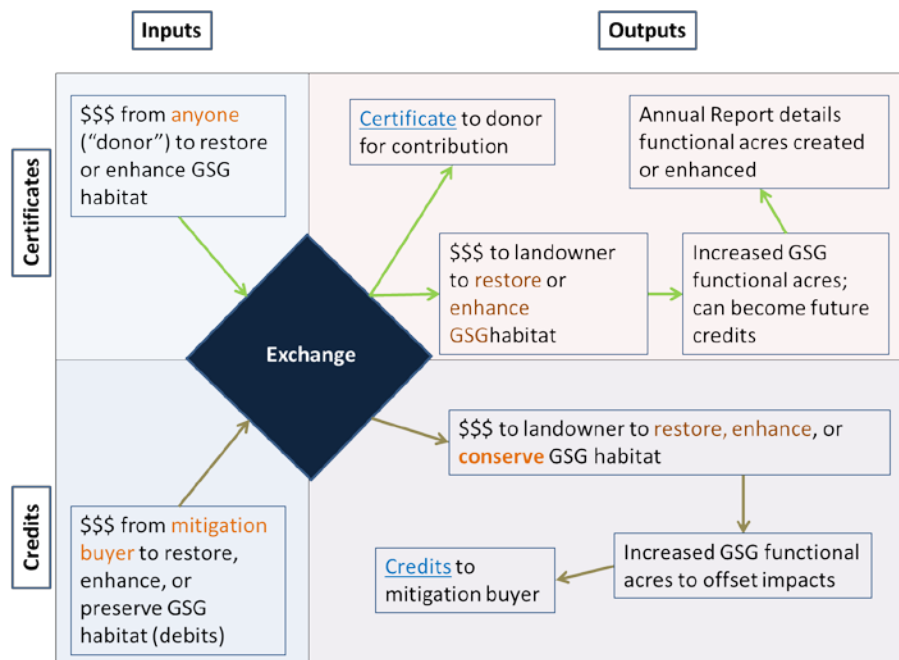 Inputs
Outputs
Certificates
$$$ from anyone
("donor") to restore
or enhance GSG
habitat
Certificate to donor
for contribution
Annual Report details
functional acres created
or enhanced
$$$ to landowner
to restore or
enhance
GSGhabitat
Increased GSG
functional acres;
can become future
credits
Exchange
Credits
$$$ from mitigation
buyer to restore,
enhance, or
preserve GSG
habitat (debits)
$$$ to landowner to restore, enhance, or
conserve GSG habitat
Credits to
mitigation buyer
Increased GSG functional
acres to offset impacts